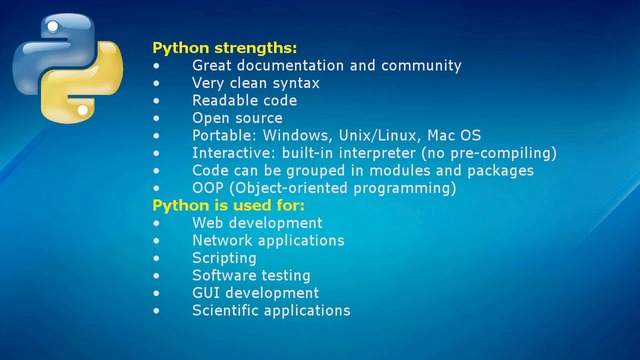 Python strengths:
• Great documentation and community
• Very clean syntax
• Readable code
• Open source
• Portable: Windows, Unix/Linux, Mac OS
• Interactive: built-in interpreter (no pre-compiling)
• Code can be grouped in modules and packages
• OOP (Object-oriented programming)
Python is used for:
• Web development
• Network applications
• Scripting
• Software testing
• GUI development
• Scientific applications